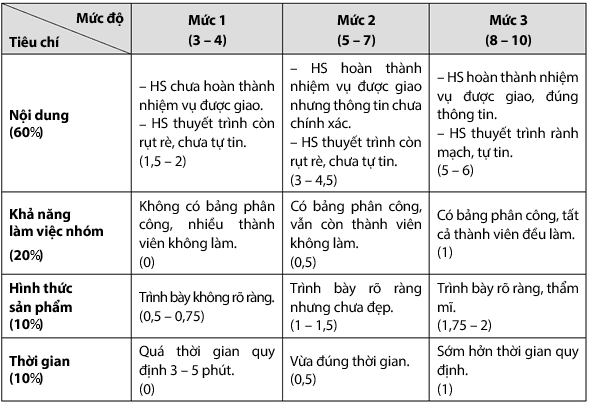 Mức độ
Tiêu chí
Mức 1
(3 – 4)
Mức 2
(5 – 7)
Mức 3
(8 – 10)
Nội dung
(60%)
– HS chưa hoàn thành
nhiệm vụ được giao.
– HS thuyết trình còn
rụt rè, chưa tự tin.
(1,5 – 2)
– HS hoàn thành
nhiệm vụ được giao
nhưng thông tin chưa
chính xác.
– HS thuyết trình còn
rụt rè, chưa tự tin.
(3 – 4,5)
– HS hoàn thành nhiệm
vụ được giao, đúng
thông tin.
– HS thuyết trình rành
mạch, tự tin.
(5 – 6)
Khả năng
làm việc nhóm
(20%)
Không có bảng phân
công, nhiều thành
viên không làm.
(0)
Có bảng phân công,
vẫn còn thành viên
không làm.
(0,5)
Có bảng phân công, tất
cả thành viên đều làm.
(1)
Hình thức
sản phẩm
(10%)
Trình bày không rõ ràng.
(0,5 – 0,75)
Trình bày rõ ràng
nhưng chưa đẹp.
(1 – 1,5)
Trình bày rõ ràng, thẩm
mĩ.
(1,75 – 2)
Thời gian
(10%)
Quá thời gian quy
định 3 – 5 phút.
(0)
Vừa đúng thời gian.
(0,5)
Sớm hởn thời gian quy
định.
(1)